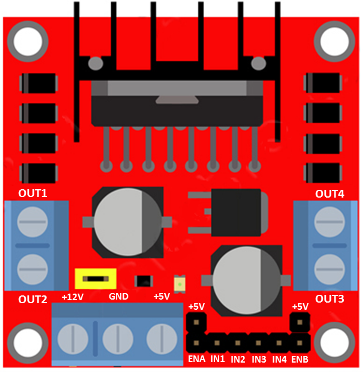 OUT1 OUT4
OUT2 OUT3
+12V GND +5V
+5V +5V
ENA IN1 IN2 IN3 IN4 ENB